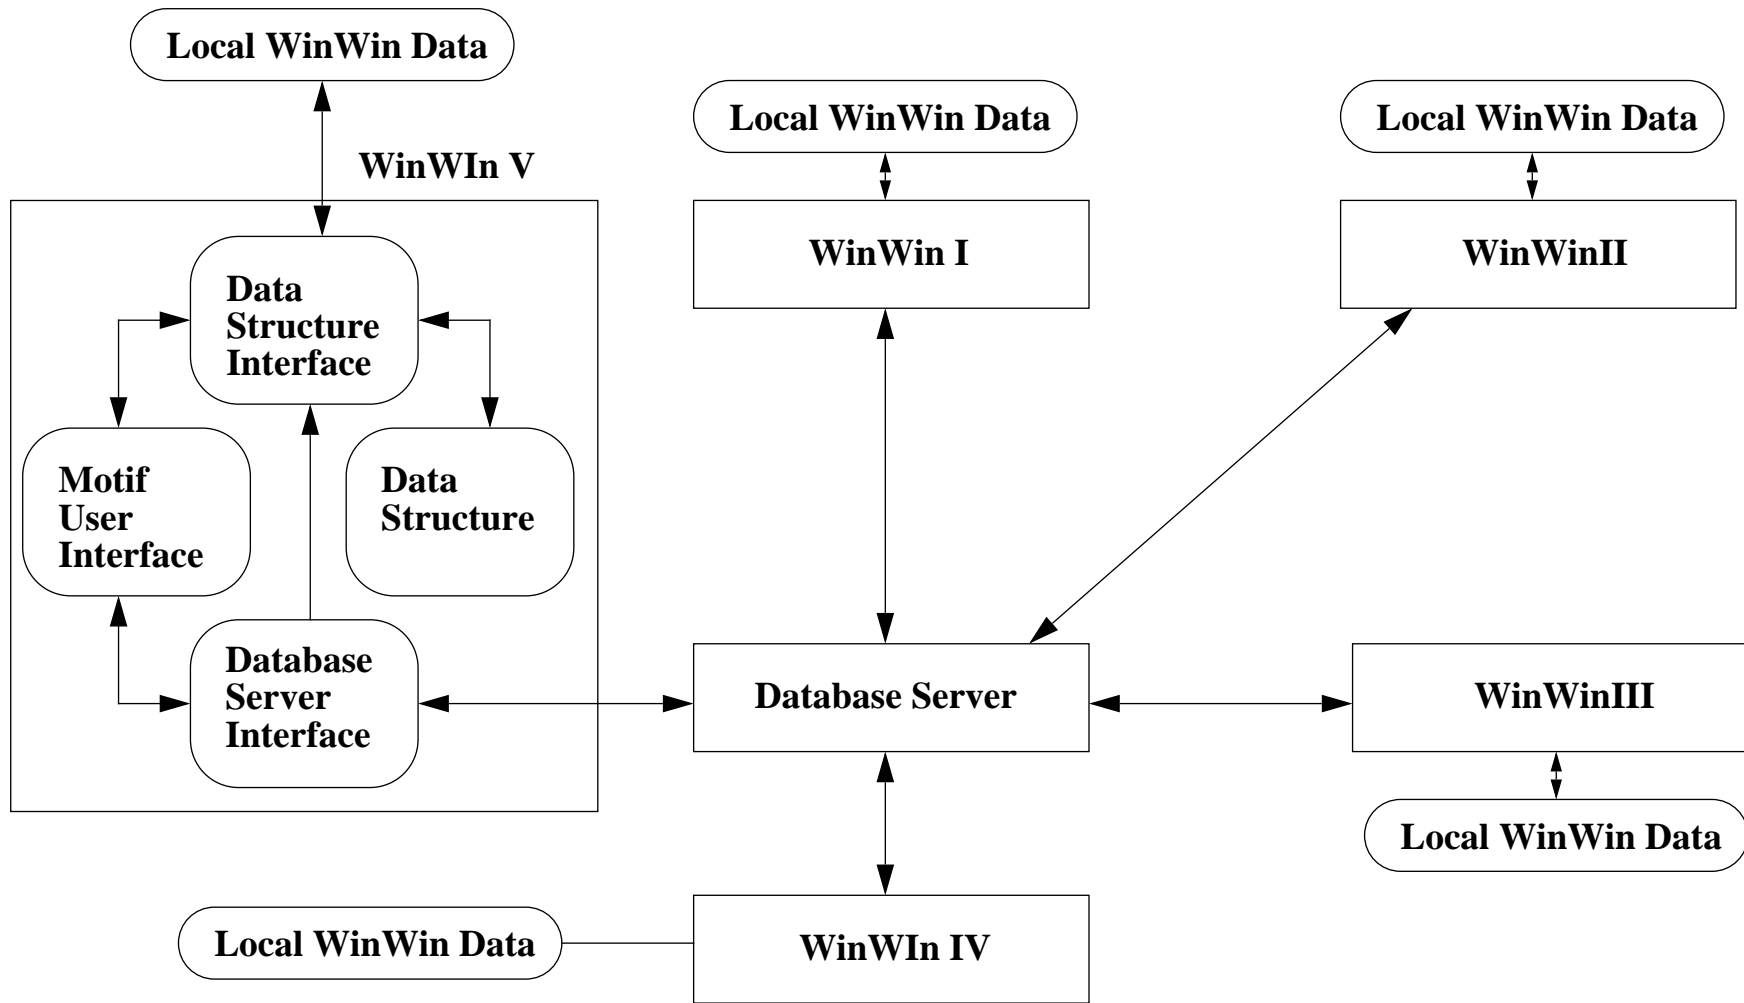 Local WinWin Data
Local WinWin Data
Local WinWin Data
WinWIn V
WinWin I
WinWinII
Data
Structure
Interface
Motif
User
Interface
Data
Structure
Database
Server
Interface
Database Server
WinWinIII
Local WinWin Data
Local WinWin Data
WinWIn IV